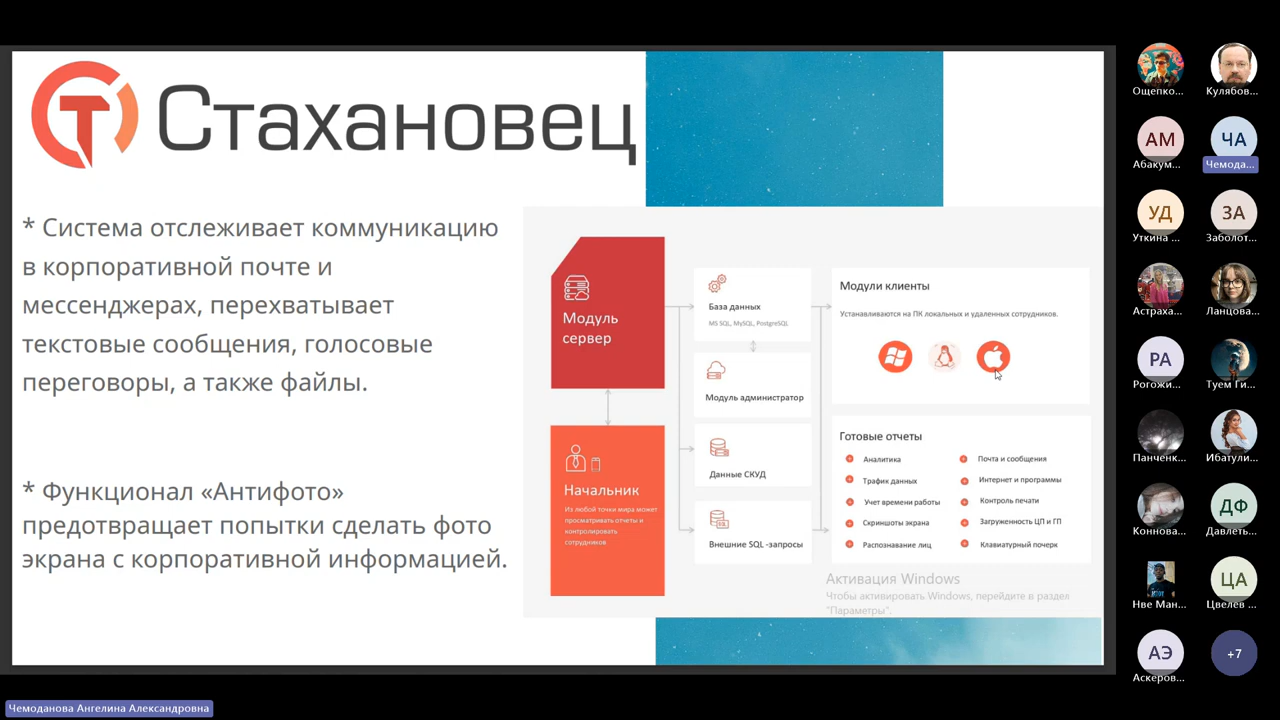 Стахановец
* Система отслеживает коммуникацию
в корпоративной почте и
мессенджерах, перехватывает
текстовые сообщения, голосовые
переговоры, а также файлы.
* Функционал «Антифото»
предотвращает попытки сделать фото
экрана с корпоративной информацией.
Модуль
сервер
Начальник
Из любой точки мира может
просматривать отчеты и
контролировать
сотрудников
База данных
MS SQL, MySQL, PostgreSQL
Модуль администратор
Данные СКУД
Внешние SQL -запросы
Модули клиенты
Устанавливаются на ПК локальных и удаленных сотрудников.
Готовые отчеты
Аналитика
Трафик данных
Учет времени работы
Скриншоты экрана
Распознавание лиц
Почта и сообщения
Интернет и программы
Контроль печати
Загруженность ЦП и ГП
Клавиатурный почерк
Активация Windows
Чтобы активировать Windows, перейдите в раздел
"Параметры".
Ощепко...
Кулябов...
АМ
Абакум...
ЧА
Чемода...
УД
Уткина ...
ЗА
Заболот...
Астраха...
Ланцова...
РА
Рогожи...
Туем Ги...
Панченк...
Ибатули...
Коннова...
ДФ
Давлеть...
Нве Ман...
ЦА
Цвелев ...
АЭ
Аскеров...
+7
Чемоданова Ангелина Александровна